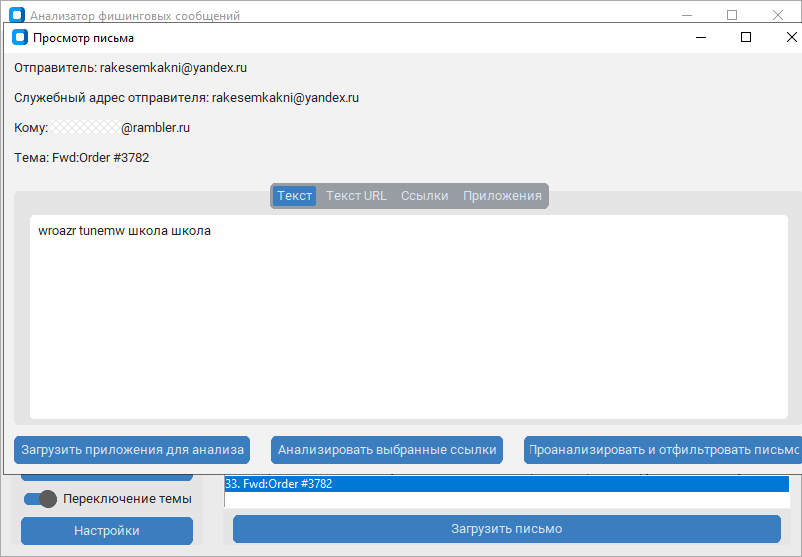 Анализатор фишинговых сообщений
Просмотр письма
Отправитель: rakesemkakni@yandex.ru
Служебный адрес отправителя: rakesemkakni@yandex.ru
Кому: @rambler.ru
Тема: Fwd:Order #3782
Текст Текст URL Ссылки Приложения
wroazr tunemw школа школа
Загрузить приложения для анализа Анализировать выбранные ссылки Проанализировать и отфильтровать письмо
33. Fwd:Order #3782
Переключение темы
Настройки Загрузить письмо